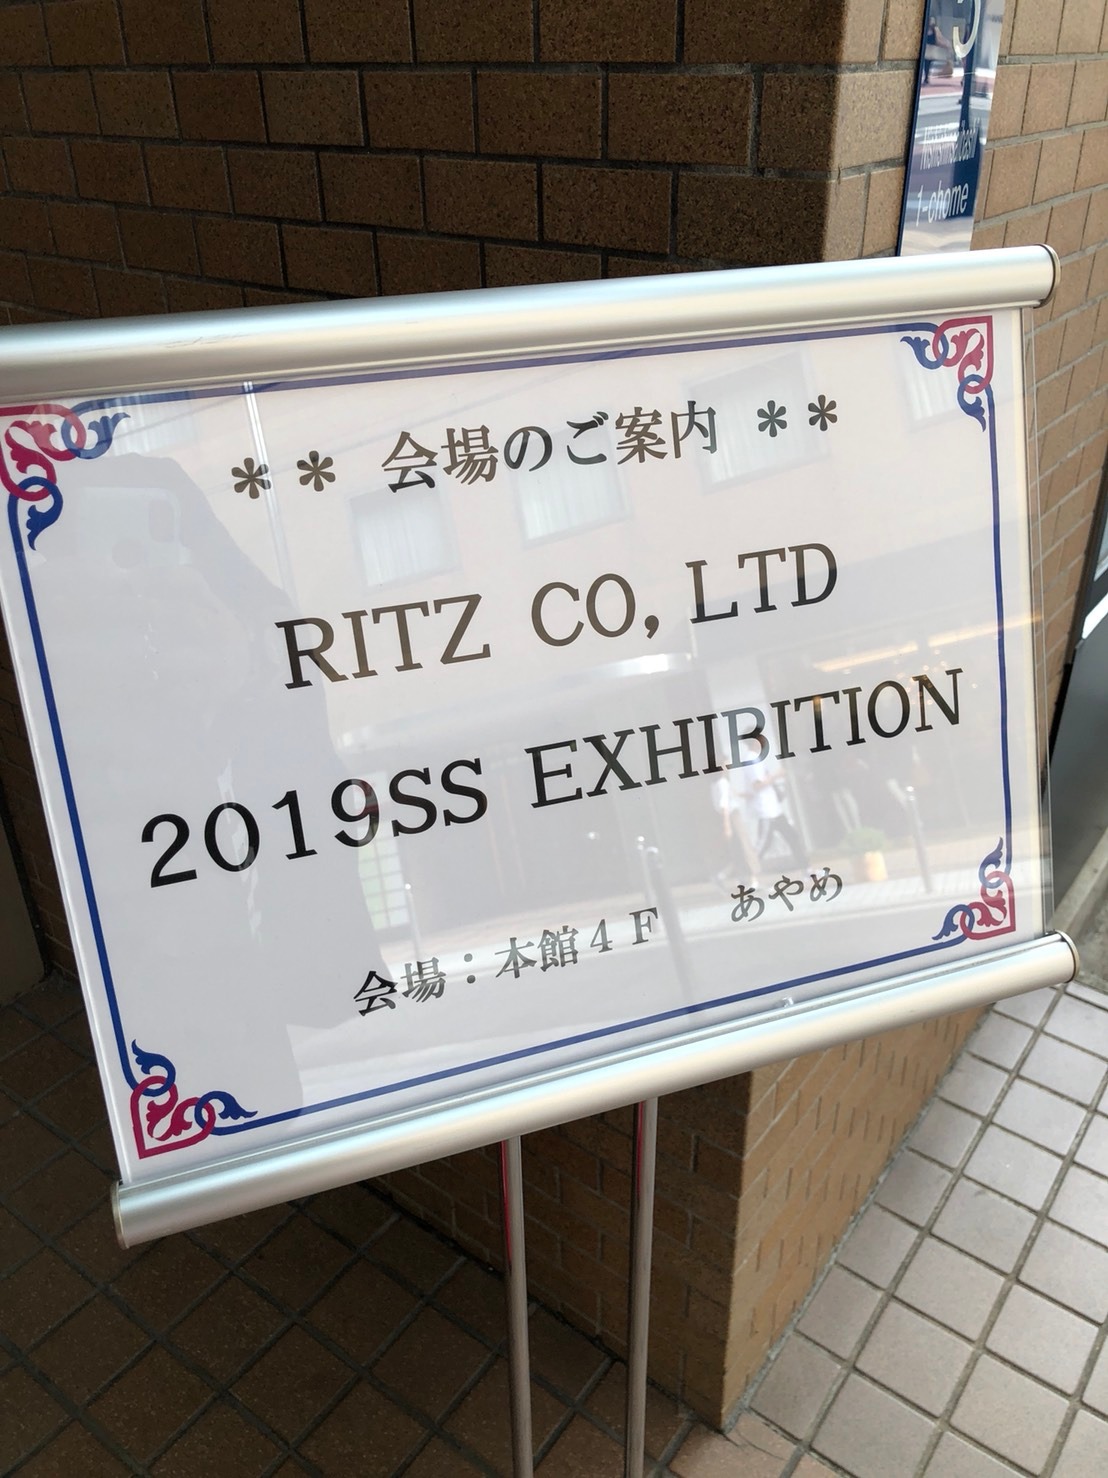 1-chome
** 会場のご案内 **
RITZ CO, LTD
2019SS EXHIBITION
会場：本館４Ｆ　あやめ